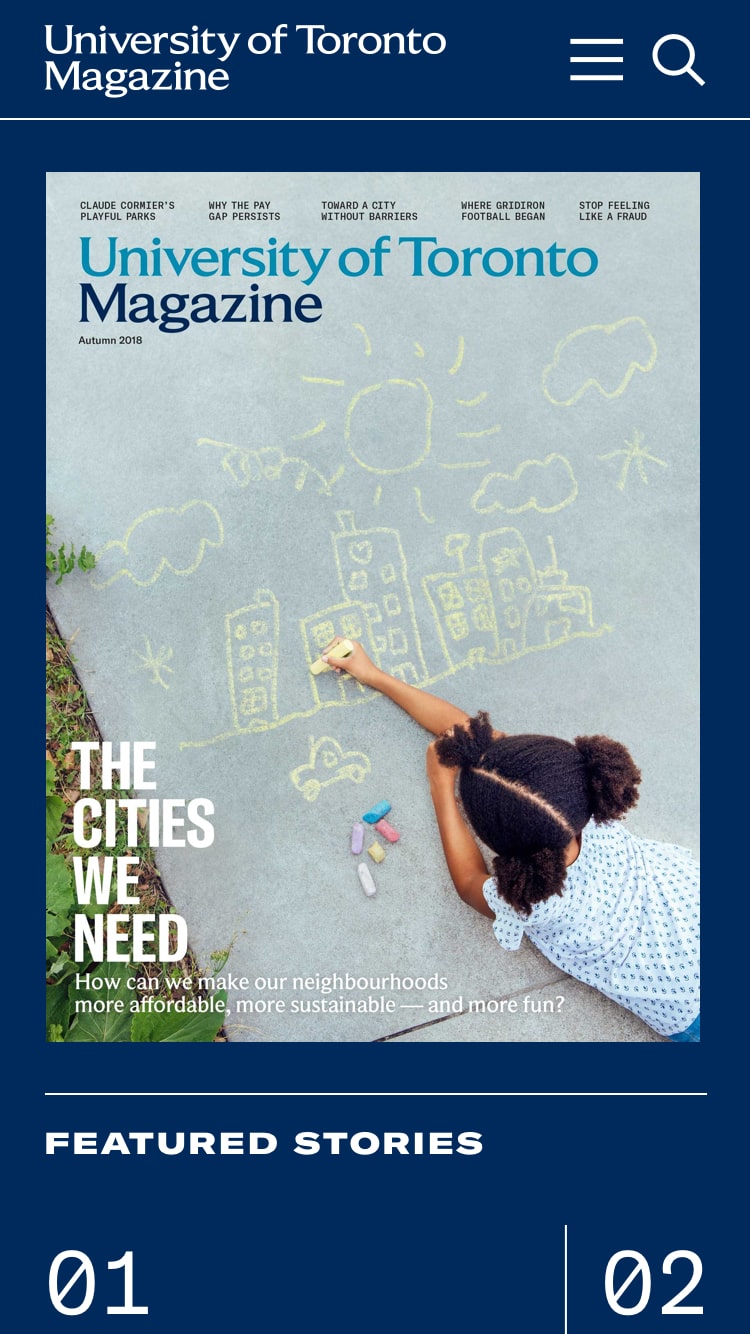 University of Toronto
Magazine
CLAUDE CORMIER'S
PLAYFUL PARKS
WHY THE PAY
GAP PERSISTS
TOWARD A CITY
WITHOUT BARRIERS
WHERE GRIDIRON
FOOTBALL BEGAN
STOP FEELING
LIKE A FRAUD
University of Toronto
Magazine
Autumn 2018
THE
CITIES
WE
NEED
How can we make our neighbourhoods
more affordable, more sustainable — and more fun?
FEATURED STORIES
01
02